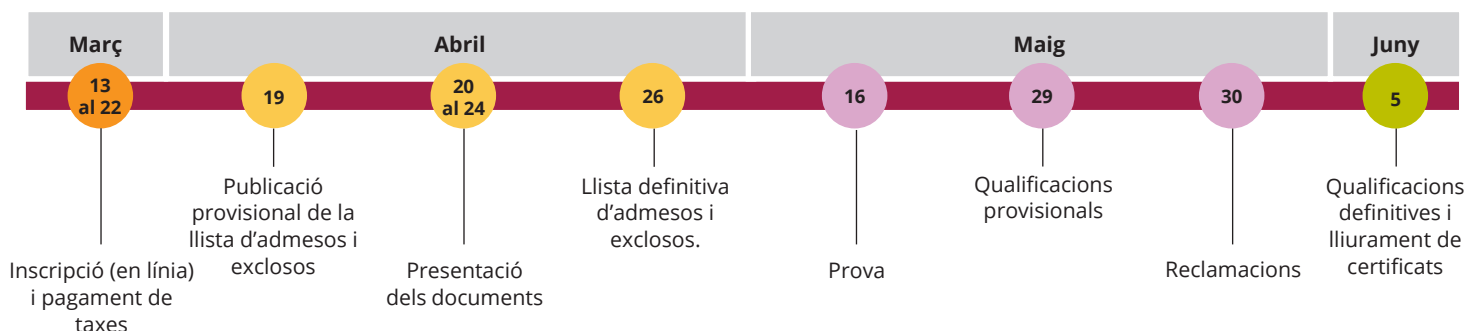 Març
Abril
Maig
Juny
13
al 22
19
20
al 24
26
16
29
30
5
Inscripció (en línia)
i pagament de
taxes
Publicació
provisional de la
llista d’admesos i
exclosos
Presentació
dels documents
Llista definitiva
d’admesos i
exclosos.
Prova
Qualificacions
provisionals
Reclamacions
Qualificacions
definitives i
lliurament de
certificats